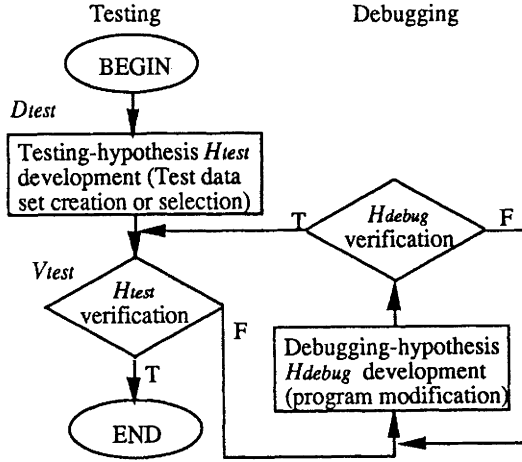 Testing
Debugging
BEGIN
Dtest
Testing-hypothesis Htest
development (Test data
set creation or selection)
T
Hdebug
verification
F
Vtest
Htest
verification
F
T
Debugging-hypothesis
Hdebug development
(program modification)
END